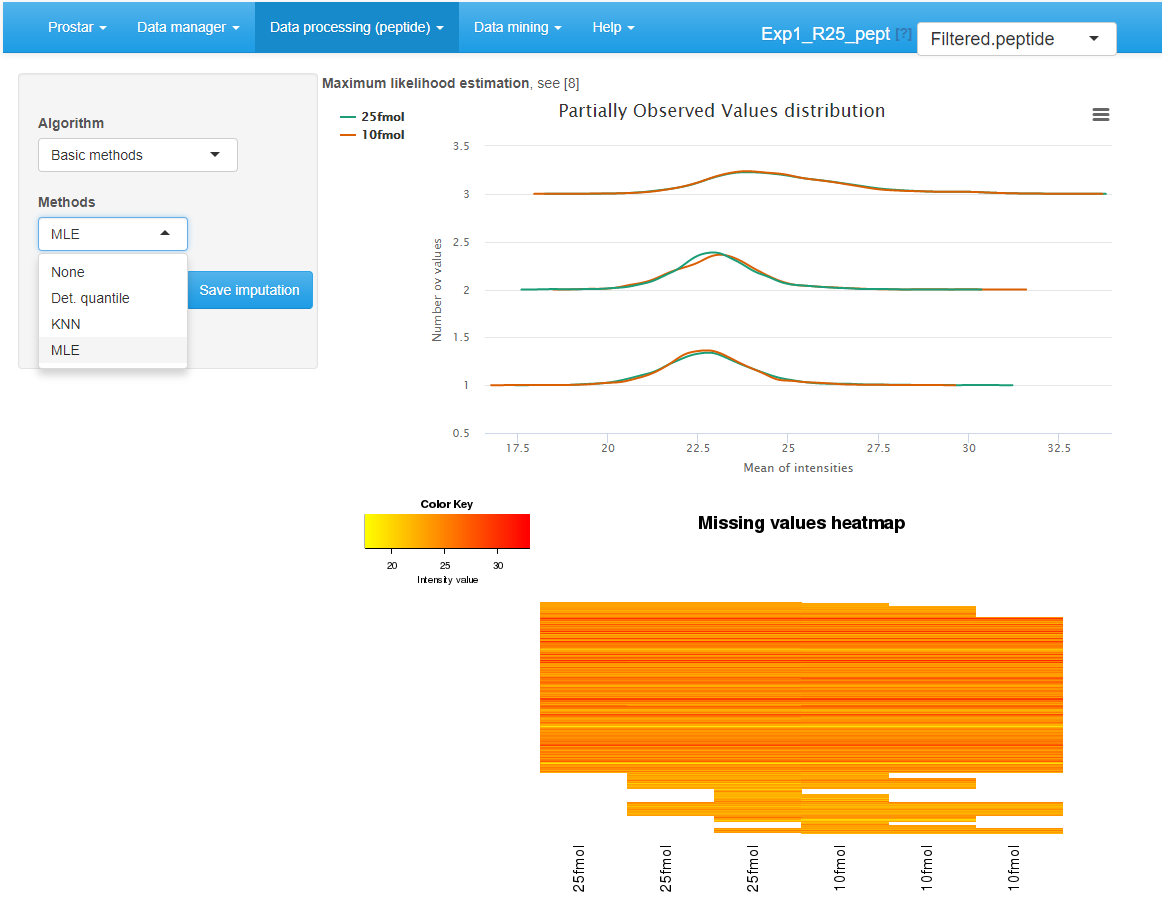 Prostar Data manager Data processing (peptide) Data mining Help Exp1_R25_pept [?] Filtered.peptide
Algorithm
Basic methods
Methods
MLE
None
Det. quantile
KNN
MLE
Save imputation
Maximum likelihood estimation, see [8]
Partially Observed Values distribution
25fmol
10fmol
Number ov values
3.5
3
2.5
2
1.5
1
0.5
17.5 20 22.5 25 27.5 30 32.5
Mean of intensities
Color Key
20 25 30
Intensity value
Missing values heatmap
25fmol 25fmol 25fmol 10fmol 10fmol 10fmol